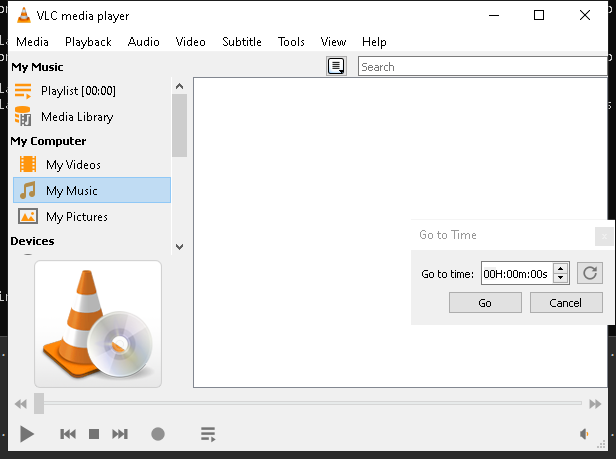 VLC media player
Media Playback Audio Video Subtitle Tools View Help
My Music
Search
Playlist [00:00]
Media Library
My Computer
My Videos
My Music
My Pictures
Devices
Go to Time
Go to time: 00H:00m:00s
Go Cancel